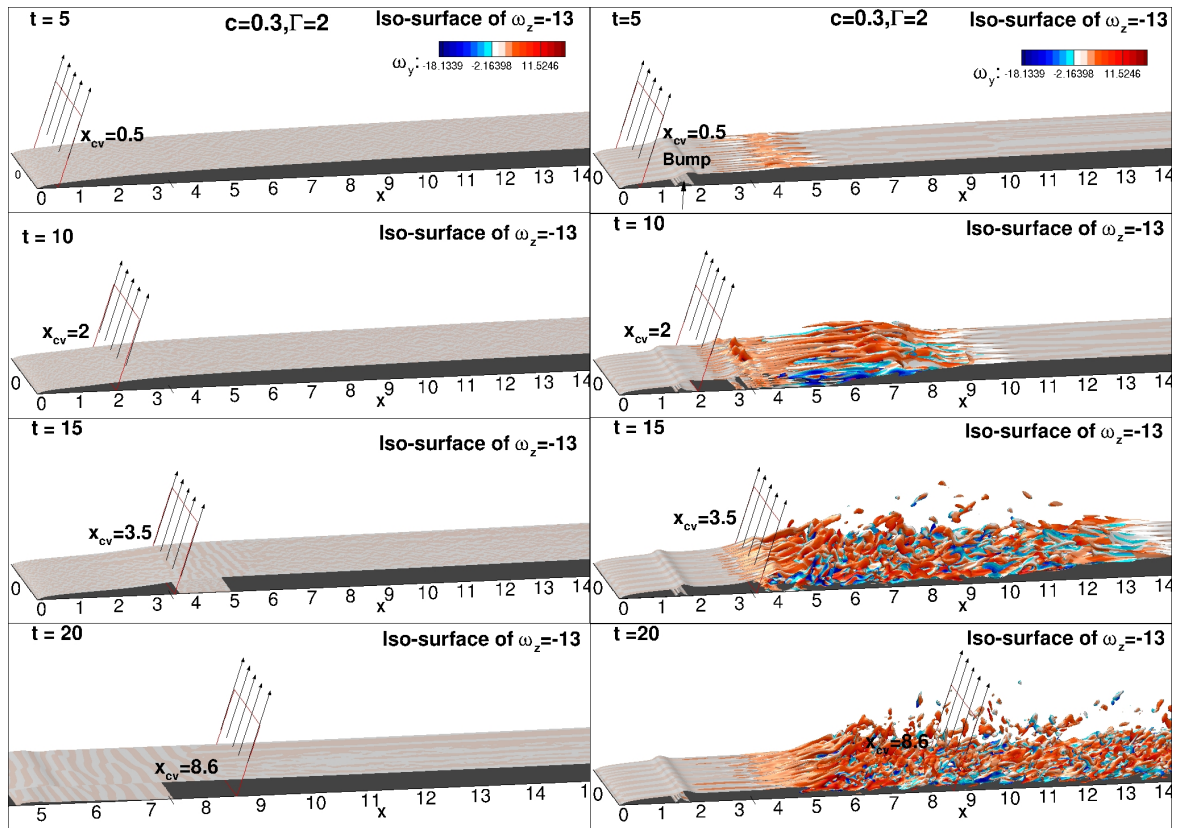 t = 5
c=0.3,Γ=2
Iso-surface of ω_z=-13
ω_y:
-18.1339 -2.16398 11.5246
x_cv=0.5
0
0 1 2 3 4 5 6 7 8 9 10 11 12 13 14
x
t=5
c=0.3,Γ=2
Iso-surface of ω_z=-13
ω_y:
-18.1339 -2.16398 11.5246
x_cv=0.5
Bump
0
0 1 2 3 4 5 6 7 8 9 10 11 12 13 14
x
t = 10
Iso-surface of ω_z=-13
x_cv=2
0
0 1 2 3 4 5 6 7 8 9 10 11 12 13 14
x
t = 10
Iso-surface of ω_z=-13
x_cv=2
0
0 1 2 3 4 5 6 7 8 9 10 11 12 13 14
x
t = 15
Iso-surface of ω_z=-13
x_cv=3.5
0
0 1 2 3 4 5 6 7 8 9 10 11 12 13 14
x
t = 15
Iso-surface of ω_z=-13
x_cv=3.5
0
0 1 2 3 4 5 6 7 8 9 10 11 12 13 14
x
t = 20
Iso-surface of ω_z=-13
x_cv=8.6
5 6 7 8 9 10 11 12 13 14
x
t =20
Iso-surface of ω_z=-13
x_cv=8.6
0
0 1 2 3 4 5 6 7 8 9 10 11 12 13 14
x